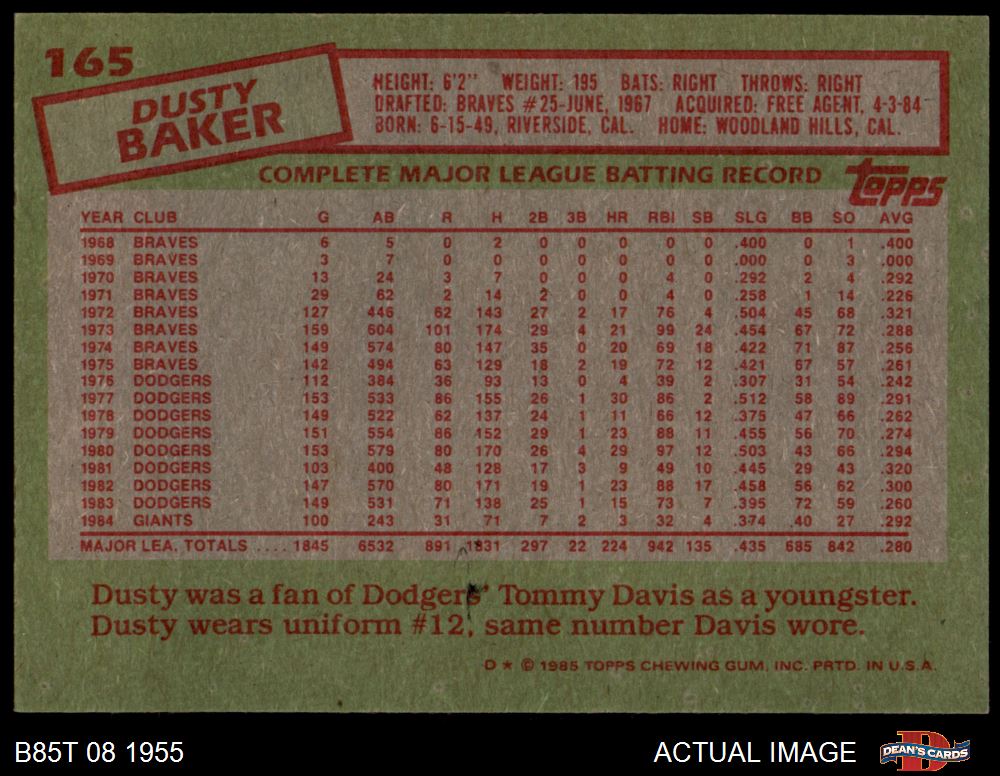 165
DUSTY
BAKER
HEIGHT: 6'2" WEIGHT: 195 BATS: RIGHT THROWS: RIGHT
DRAFTED: BRAVES #25-JUNE, 1967 ACQUIRED: FREE AGENT, 4-3-84
BORN: 6-15-49, RIVERSIDE, CAL. HOME: WOODLAND HILLS, CAL.
COMPLETE MAJOR LEAGUE BATTING RECORD
topps
YEAR CLUB G AB R H 2B 3B HR RBI SB SLG BB SO AVG
1968 BRAVES 6 5 0 2 0 0 0 0 0 .400 0 1 .400
1969 BRAVES 3 7 0 0 0 0 0 0 0 .000 0 3 .000
1970 BRAVES 13 24 3 7 0 0 0 4 0 .292 2 4 .292
1971 BRAVES 29 62 2 14 2 0 0 4 0 .258 1 14 .226
1972 BRAVES 127 446 62 143 27 2 17 76 4 .504 45 68 .321
1973 BRAVES 159 604 101 174 29 4 21 99 24 .454 67 72 .288
1974 BRAVES 149 574 80 147 35 0 20 69 18 .422 71 87 .256
1975 BRAVES 142 494 63 129 18 2 19 72 12 .421 67 57 .261
1976 DODGERS 112 384 36 93 13 0 4 39 2 .307 31 54 .242
1977 DODGERS 153 533 86 155 26 1 30 86 2 .512 58 89 .291
1978 DODGERS 149 522 62 137 24 1 11 66 12 .375 47 66 .262
1979 DODGERS 151 554 86 152 29 1 23 88 11 .455 56 70 .274
1980 DODGERS 153 579 80 170 26 4 29 97 12 .503 43 66 .294
1981 DODGERS 103 400 48 128 17 3 9 49 10 .445 29 43 .320
1982 DODGERS 147 570 80 171 19 1 23 88 17 .458 56 62 .300
1983 DODGERS 149 531 71 138 25 1 15 73 7 .395 72 59 .260
1984 GIANTS 100 243 31 71 7 2 3 32 4 .374 40 27 .292
MAJOR LEA. TOTALS .... 1845 6532 891 1831 297 22 224 942 135 .435 685 842 .280
Dusty was a fan of Dodgers' Tommy Davis as a youngster.
Dusty wears uniform #12, same number Davis wore.
D * © 1985 TOPPS CHEWING GUM, INC. PRTD. IN U.S.A.
B85T 08 1955
ACTUAL IMAGE
D
DEAN'S CARDS